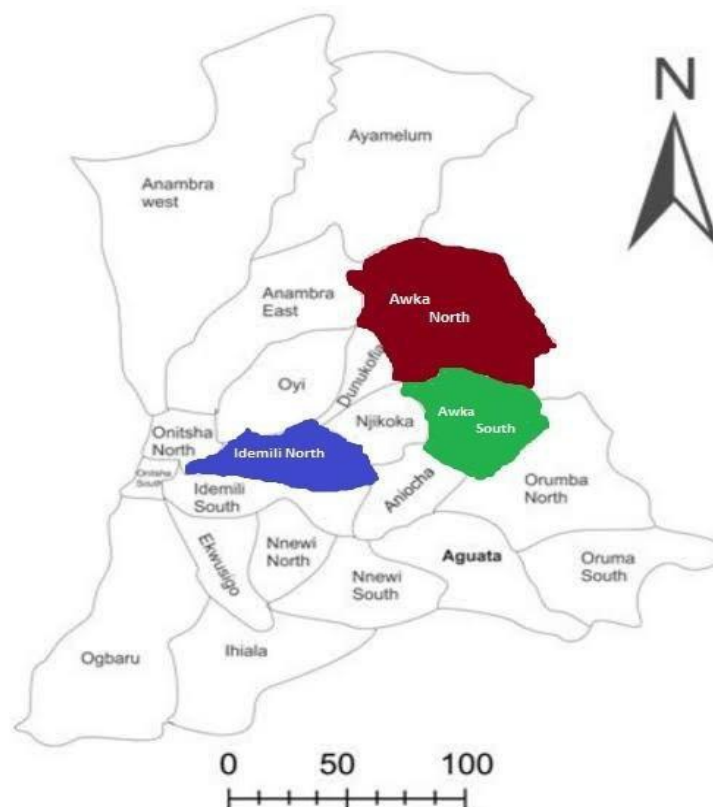 N
Ayamelum
Anambra
west
Anambra
East
Awka
North
Dunukofia
Oyi
Njikoka
Awka
South
Onitsha
North
Idemili North
Onitsha
South
Idemili
South
Aniocha
Orumba
North
Ekwusigo
Nnewi
North
Nnewi
South
Aguata
Oruma
South
Ogbaru
Ihiala
0 50 100